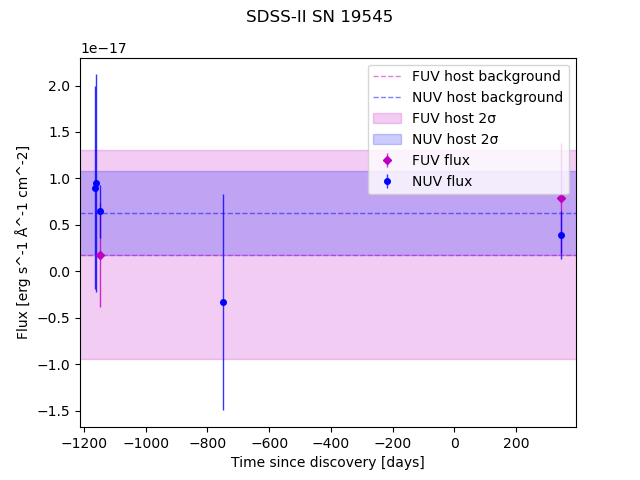 SDSS-II SN 19545
1e−17
FUV host background
NUV host background
FUV host 2σ
NUV host 2σ
FUV flux
NUV flux
2.0
1.5
1.0
0.5
0.0
−0.5
−1.0
−1.5
Flux [erg s^-1 Å^-1 cm^-2]
−1200 −1000 −800 −600 −400 −200 0 200
Time since discovery [days]